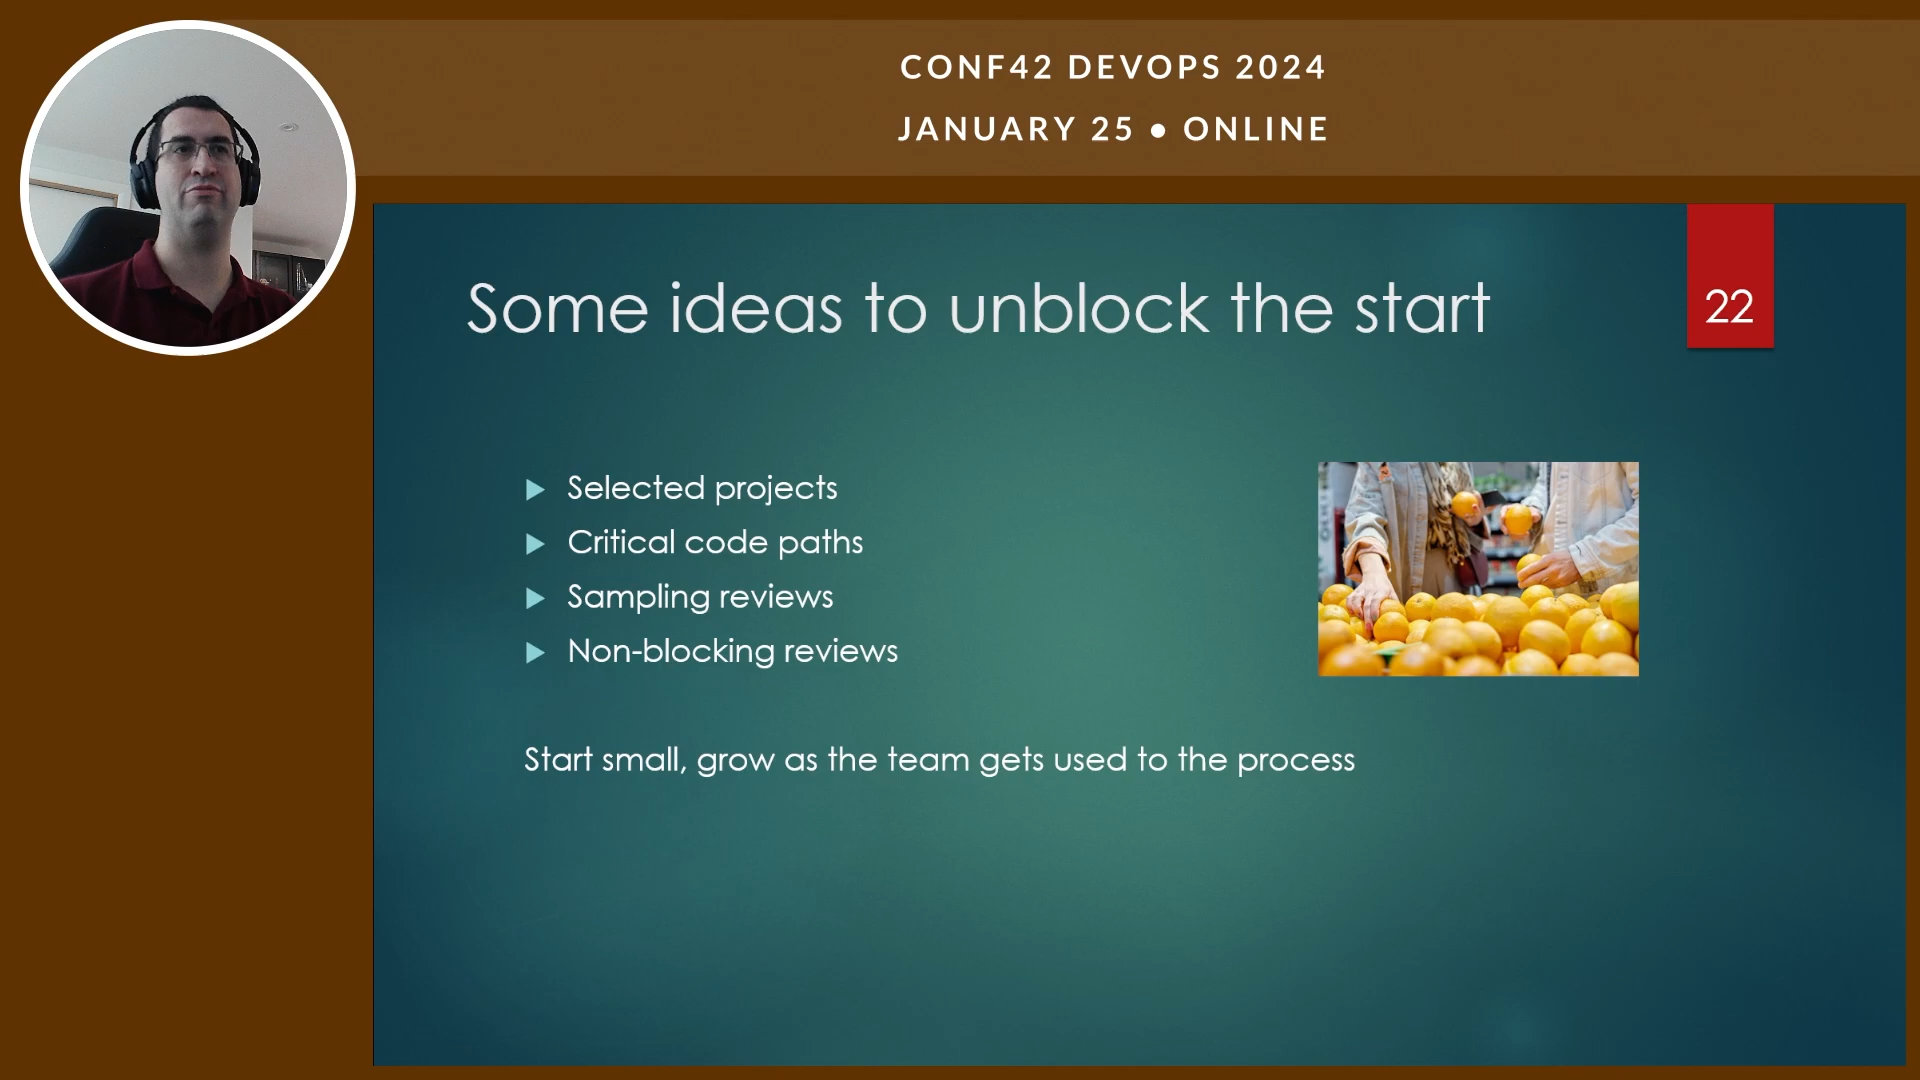 CONF42 DEVOPS 2024
JANUARY 25 • ONLINE
Some ideas to unblock the start
22
Selected projects
Critical code paths
Sampling reviews
Non-blocking reviews
Start small, grow as the team gets used to the process